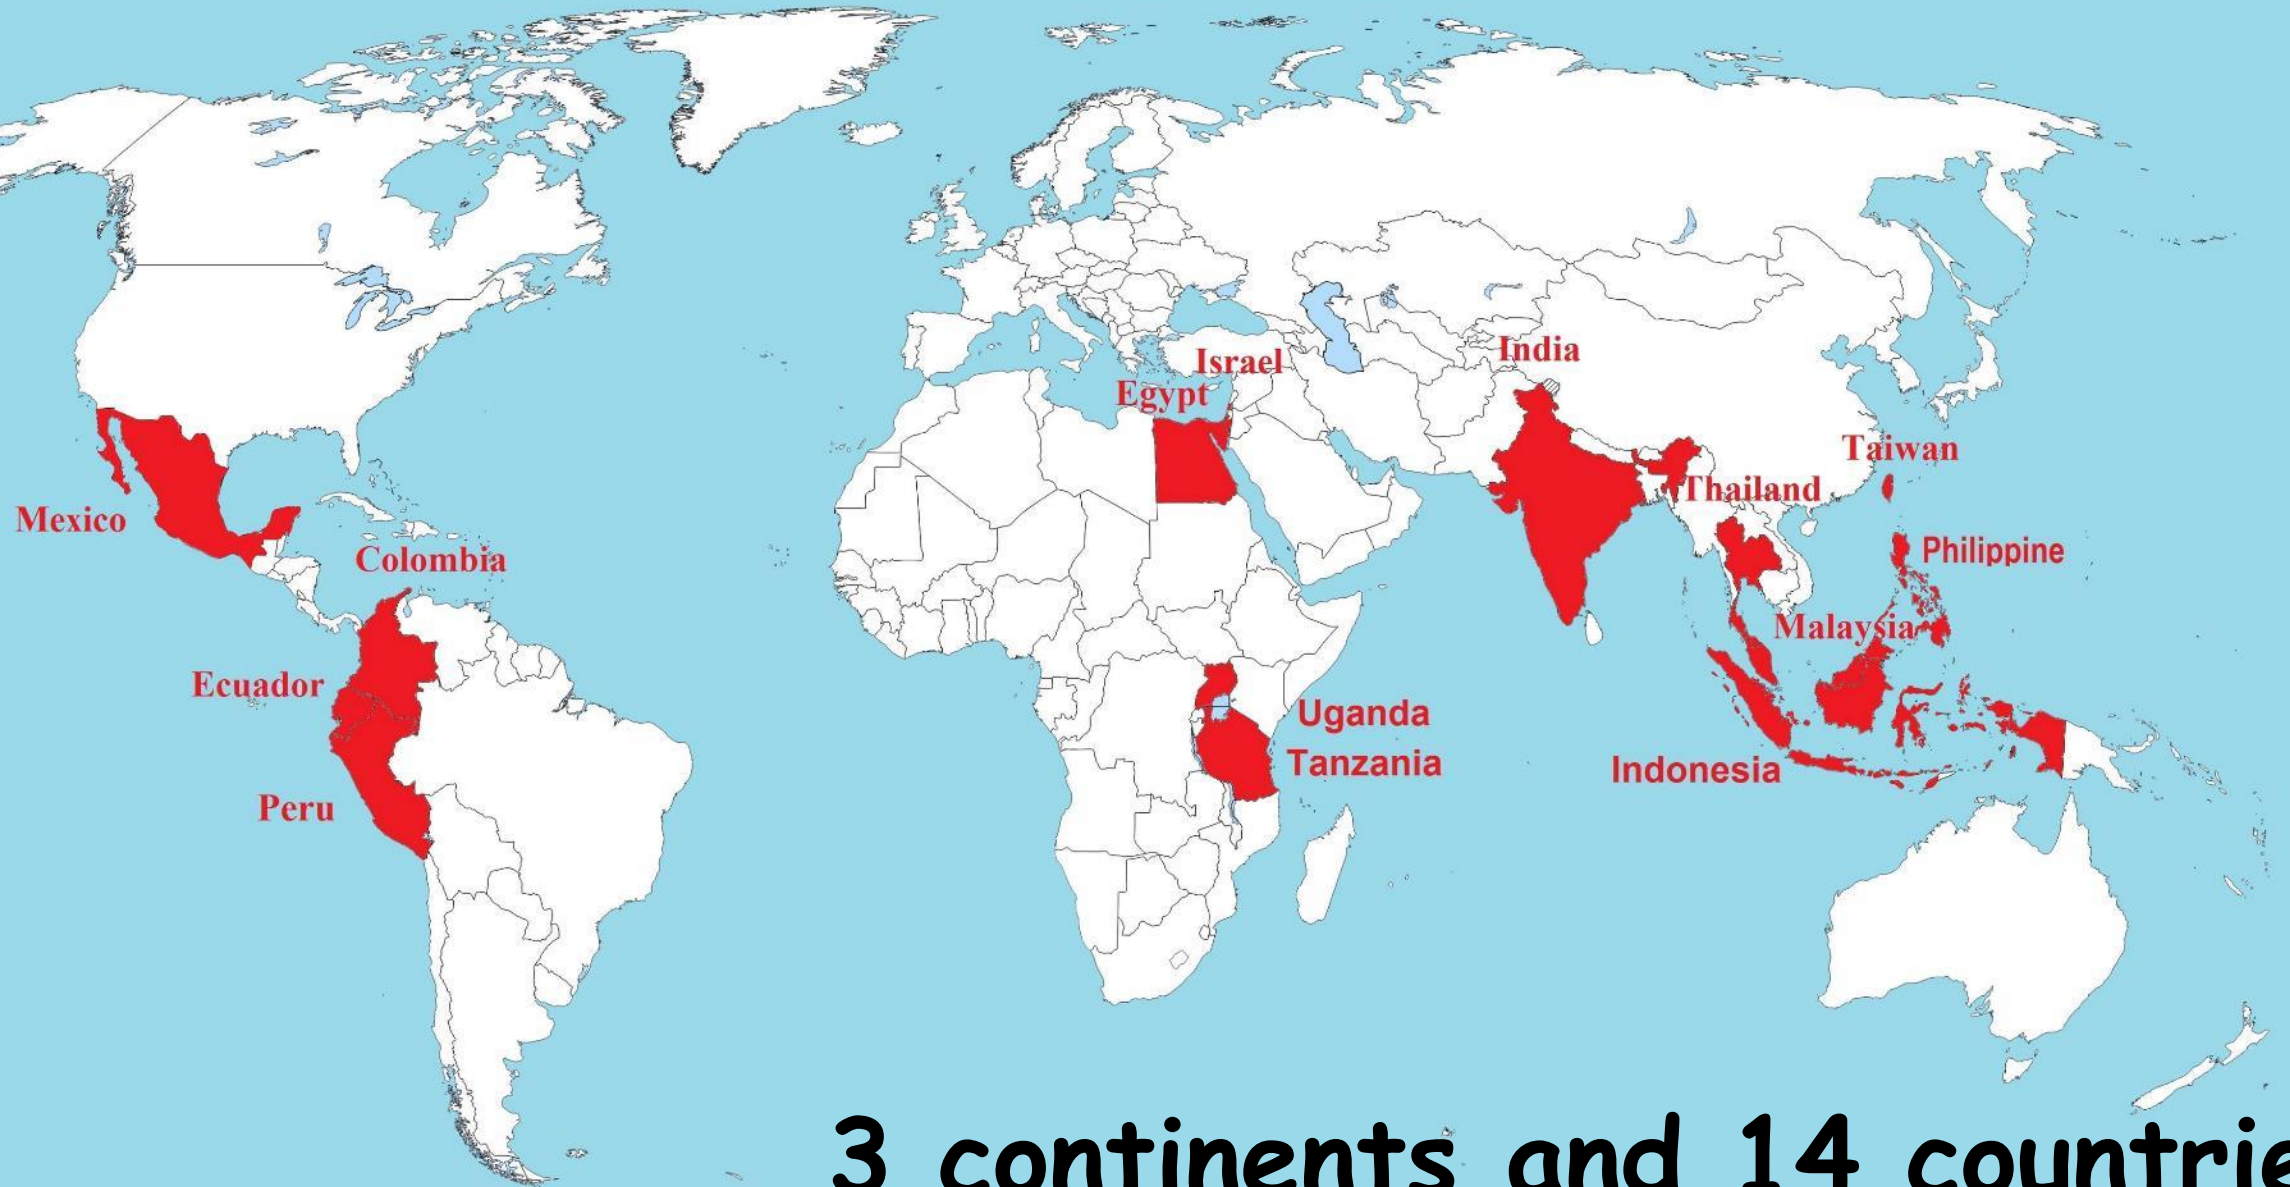 India
Israel
Egypt
Taiwan
Thailand
Mexico
Philippine
Colombia
Malaysia
Ecuador
Uganda
Tanzania
Indonesia
Peru
3 continents and 14 countrie